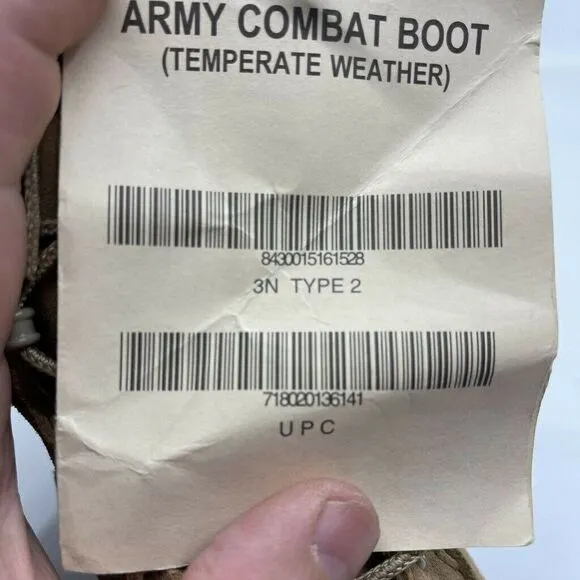 ARMY COMBAT BOOT
(TEMPERATE WEATHER)
8430015161528
3N TYPE 2
718020136141
UPC